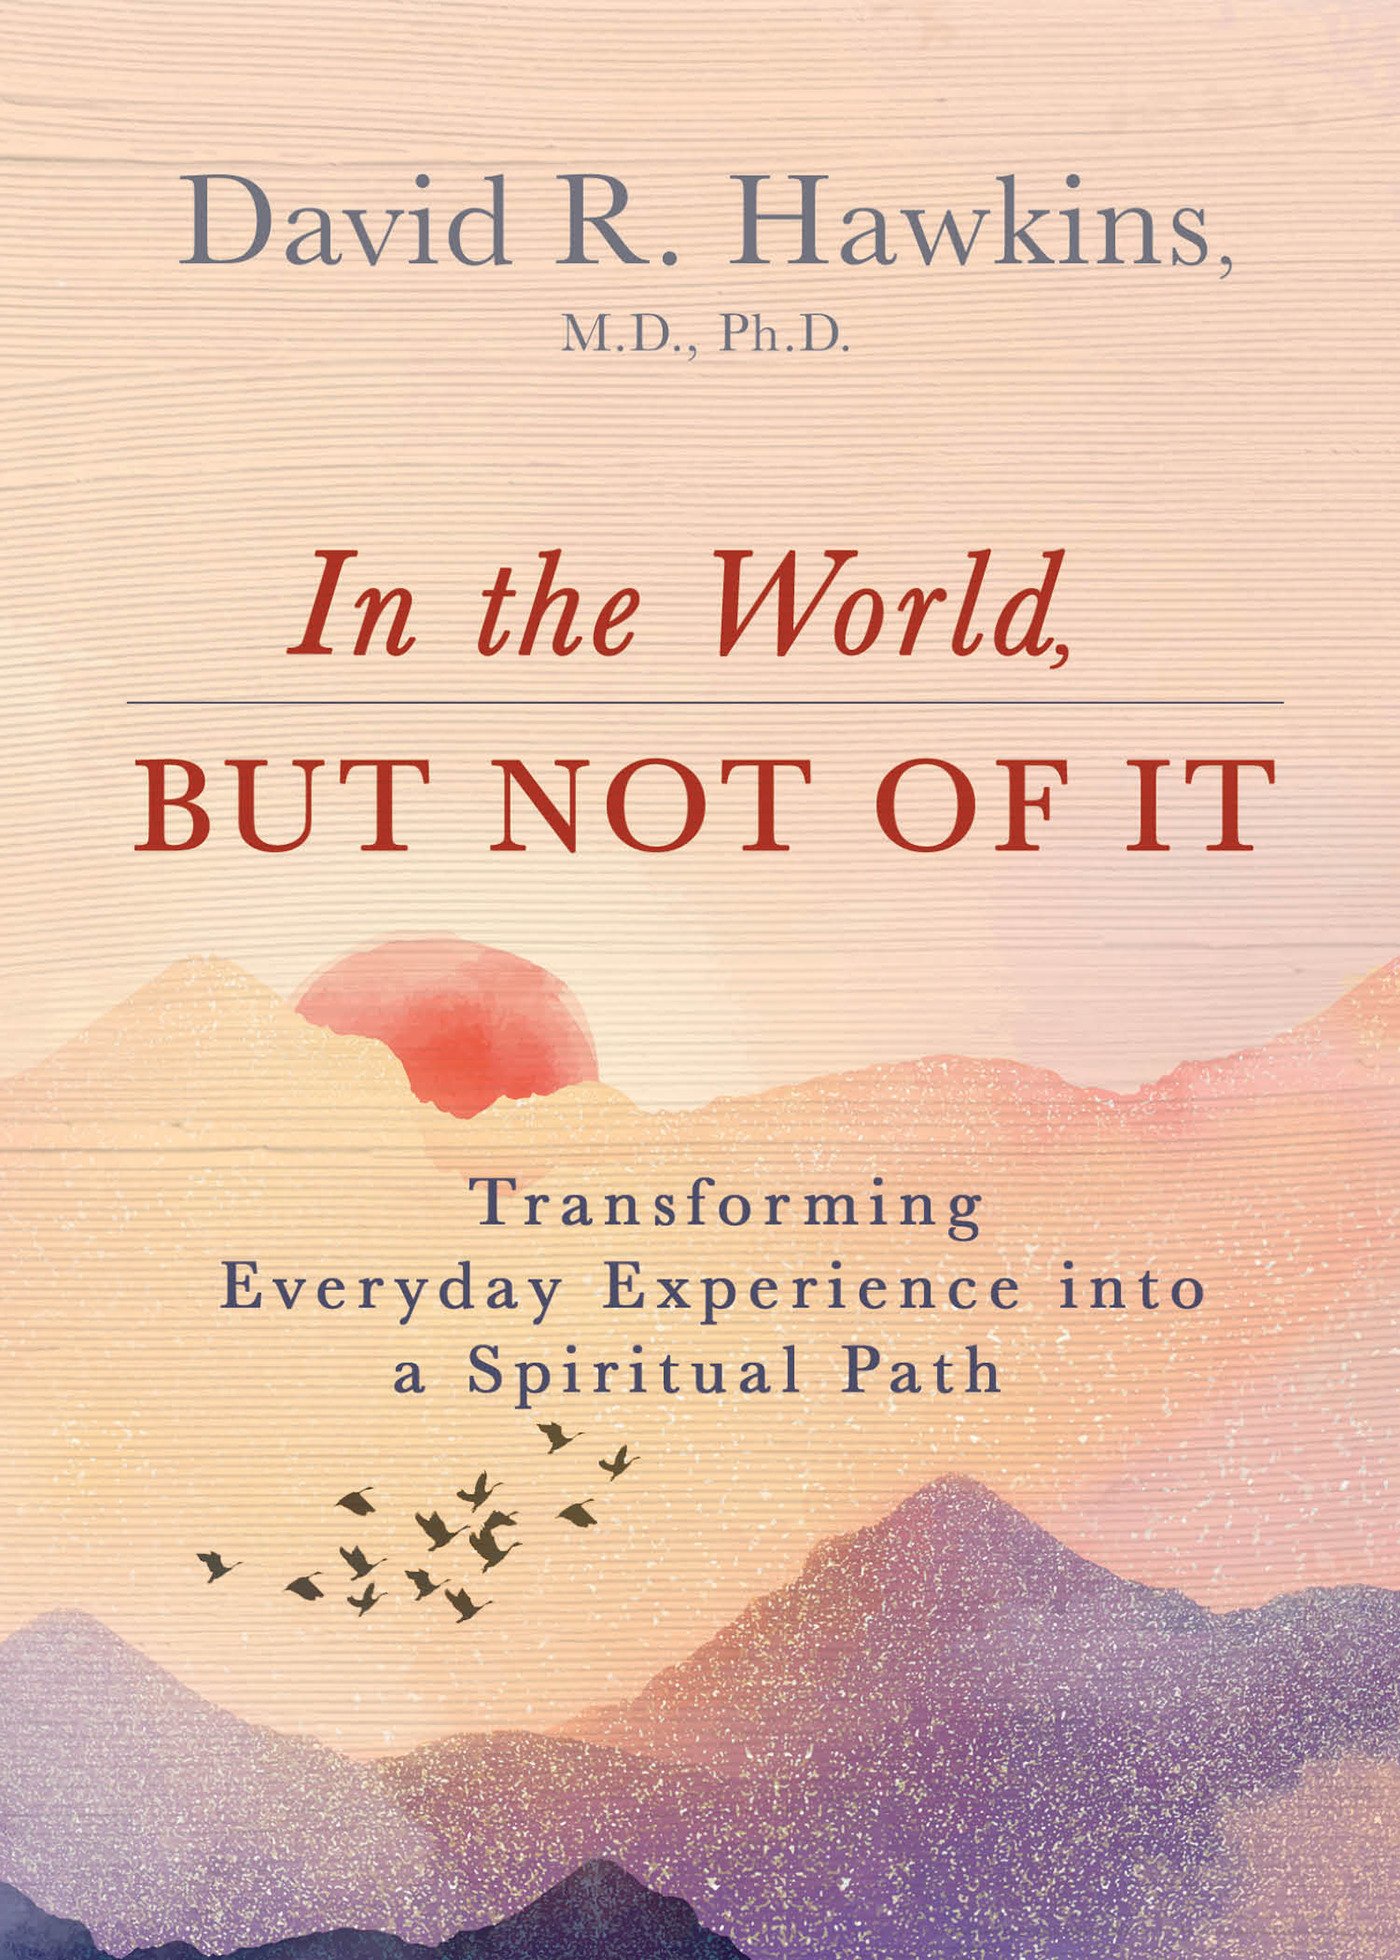 David R. Hawkins,
M.D., Ph.D.
In the World,
BUT NOT OF IT
Transforming
Everyday Experience into
a Spiritual Path